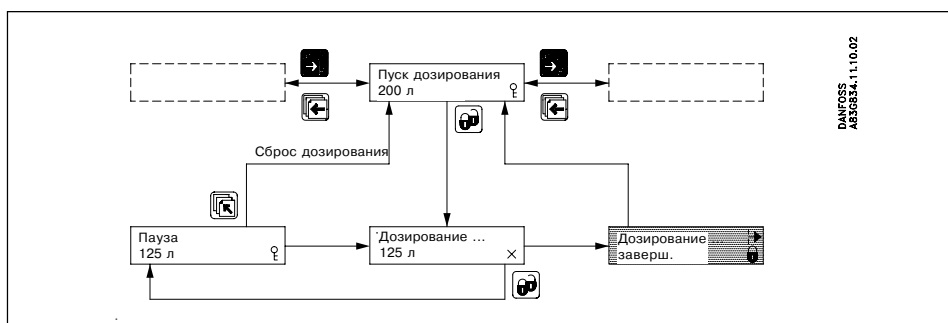 Пуск дозирования
200 л
DANFOSS
A83G834.11.10.02
Сброс дозирования
Пауза
125 л
Дозирование ...
125 л
Дозирование ...
заверш.